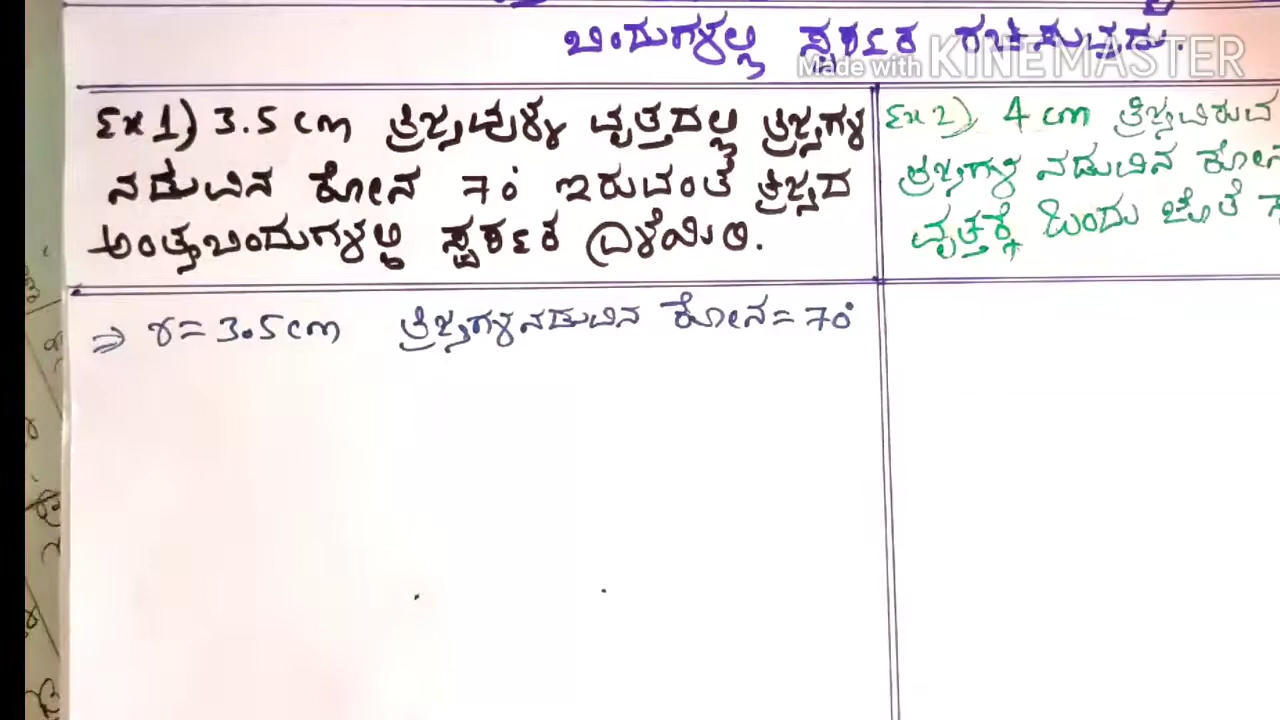 ಬಿಂದುಗಳಲ್ಲಿ ಸ್ಪರ್ಶಕ ರಚಿಸುವುದು.
Made with KINEMASTER
Ex 1) 3.5 cm ತ್ರಿಜ್ಯವುಳ್ಳ ವೃತ್ತದಲ್ಲಿ ತ್ರಿಜ್ಯಗಳ
ನಡುವಿನ ಕೋನ 70 ಇರುವಂತೆ ತ್ರಿಜ್ಯದ
ಅಂತ್ಯಬಿಂದುಗಳಲ್ಲಿ ಸ್ಪರ್ಶಕ ಎಳೆಯಿರಿ.
Ex 2) 4 cm ತ್ರಿಜ್ಯವಿರುವ
ತ್ರಿಜ್ಯಗಳ ನಡುವಿನ ಕೋನ
ವೃತ್ತಕ್ಕೆ ಒಂದು ಜೊತೆ
⇒ r = 3.5 cm ತ್ರಿಜ್ಯಗಳ ನಡುವಿನ ಕೋನ = 70